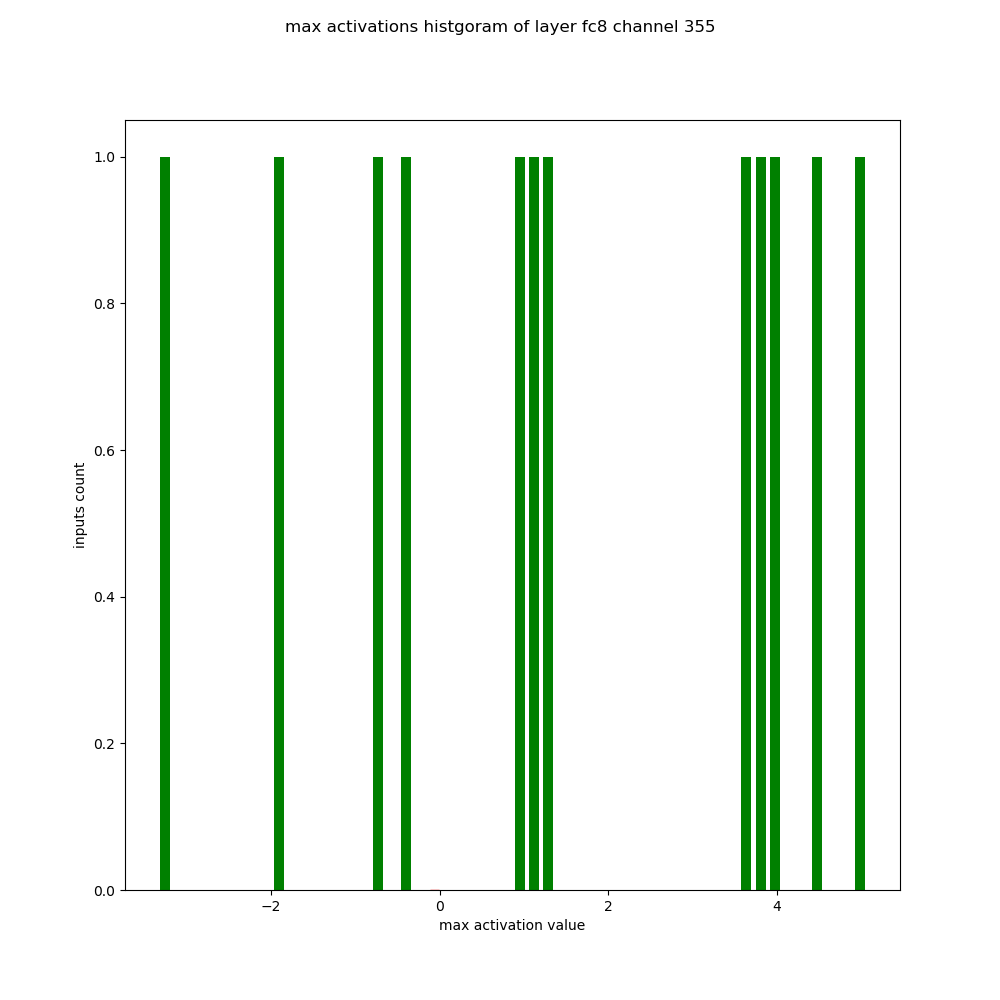 max activations histgoram of layer fc8 channel 355
1.0
0.8
0.6
0.4
0.2
0.0
inputs count
−2 0 2 4
max activation value